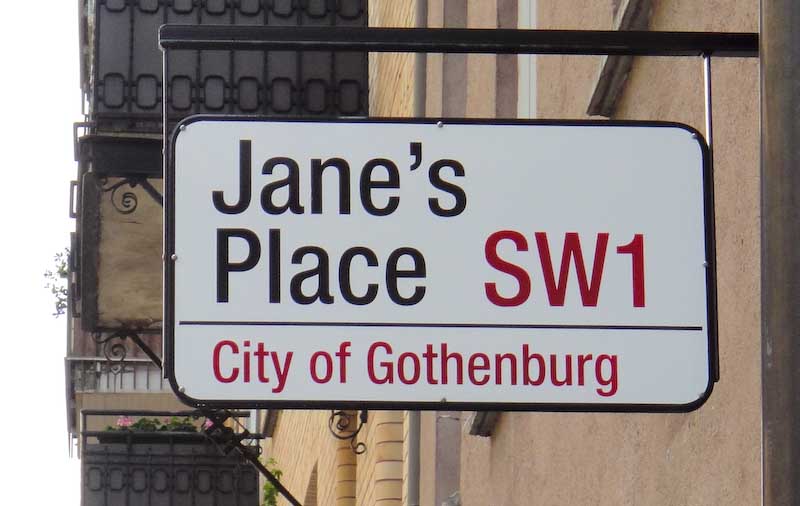 Jane’s
Place SW1
City of Gothenburg